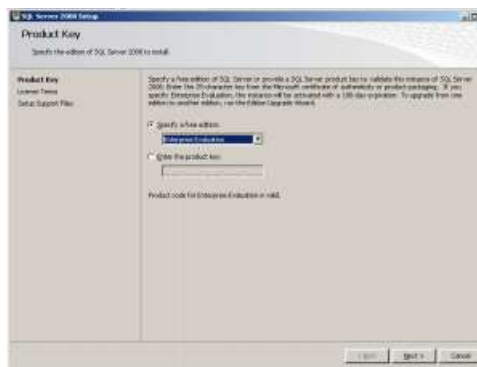 SQL Server 2008 Setup
Product Key
Specify the edition of SQL Server 2008 to install.
Product Key
License Terms
Setup Support Files
Specify a free edition of SQL Server or provide a SQL Server product key to validate this instance of SQL Server
2008. Enter the 25-character key from the Microsoft certificate of authenticity or product packaging. If you
specify Enterprise Evaluation, the instance will be activated with a 180-day expiration. To upgrade from one
edition to another edition, run the Edition Upgrade Wizard.
Specify a free edition:
Enterprise Evaluation
Enter the product key:
Product code for Enterprise Evaluation is valid.
< Back
Next >
Cancel